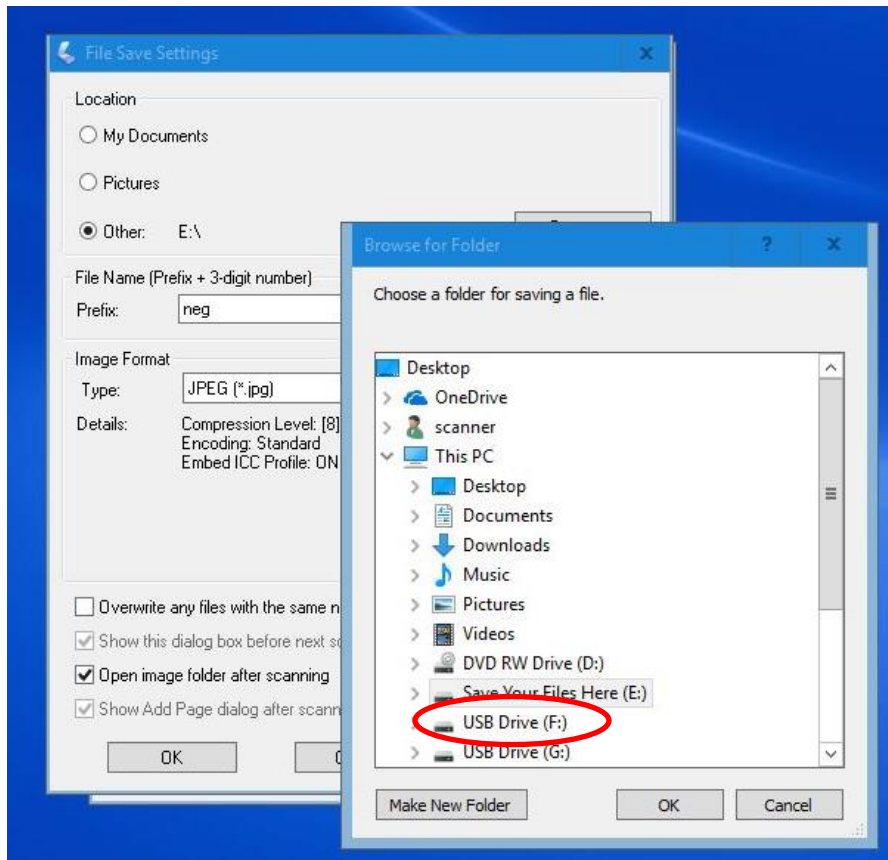 File Save Settings
Location
My Documents
Pictures
Other: E:\
File Name (Prefix + 3-digit number)
Prefix: neg
Image Format
Type: JPEG (*.jpg)
Details: Compression Level: [8]
Encoding: Standard
Embed ICC Profile: ON
Overwrite any files with the same n
Show this dialog box before next s
Open image folder after scanning
Show Add Page dialog after scann
OK
Browse for Folder
?
Choose a folder for saving a file.
Desktop
OneDrive
scanner
This PC
Desktop
Documents
Downloads
Music
Pictures
Videos
DVD RW Drive (D:)
Save Your Files Here (E:)
USB Drive (F:)
USB Drive (G:)
Make New Folder
OK
Cancel